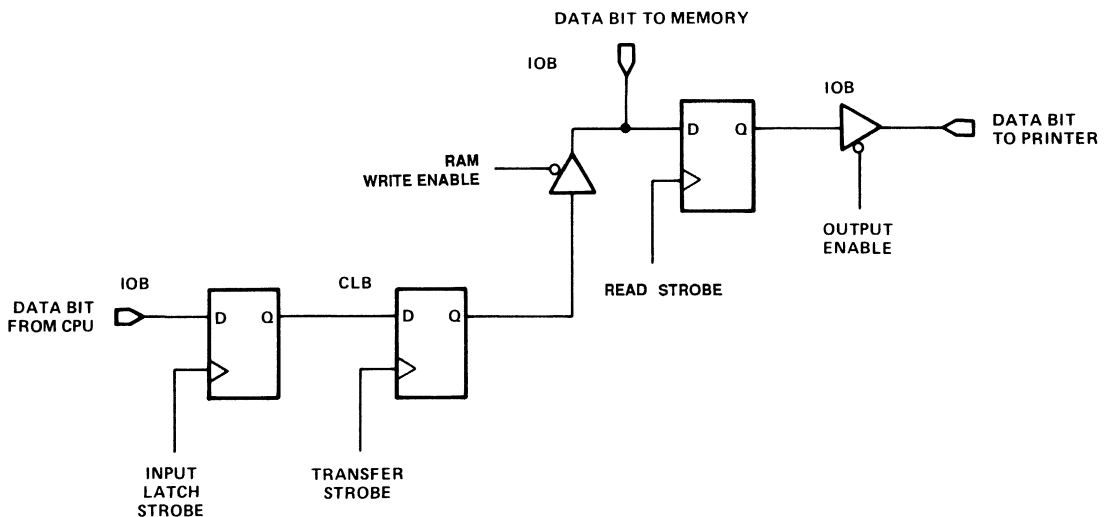 DATA BIT TO MEMORY
IOB
IOB
D Q
DATA BIT
TO PRINTER
RAM
WRITE ENABLE
OUTPUT
ENABLE
READ STROBE
IOB
CLB
DATA BIT
FROM CPU
D Q
D Q
INPUT
LATCH
STROBE
TRANSFER
STROBE